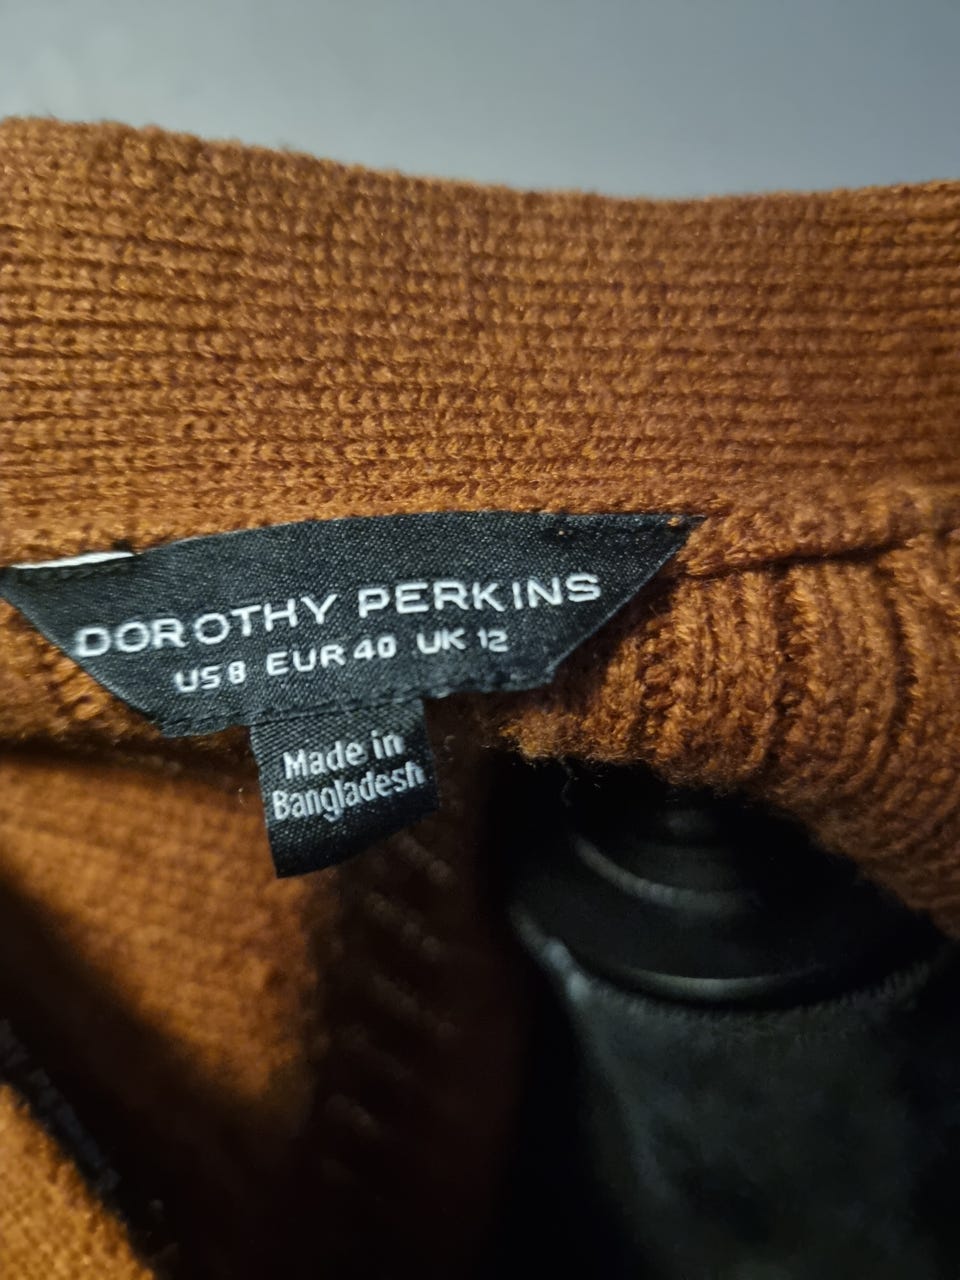 DOROTHY PERKINS
US 8 EUR 40 UK 12
Made in
Bangladesh